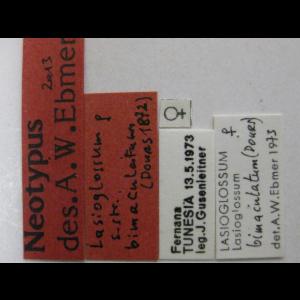 Neotypus
2013
des. A. W. Ebmer
Lasioglossum ♀
s. str.
bimaculatum
(DOURS 1872)
♀
Fernana
TUNESIA 13.5.1973
leg. J. Gusenleitner
LASIOGLOSSUM ♀
Lasioglossum
bimaculatum (DOURS)
det. A.W. Ebmer 1973